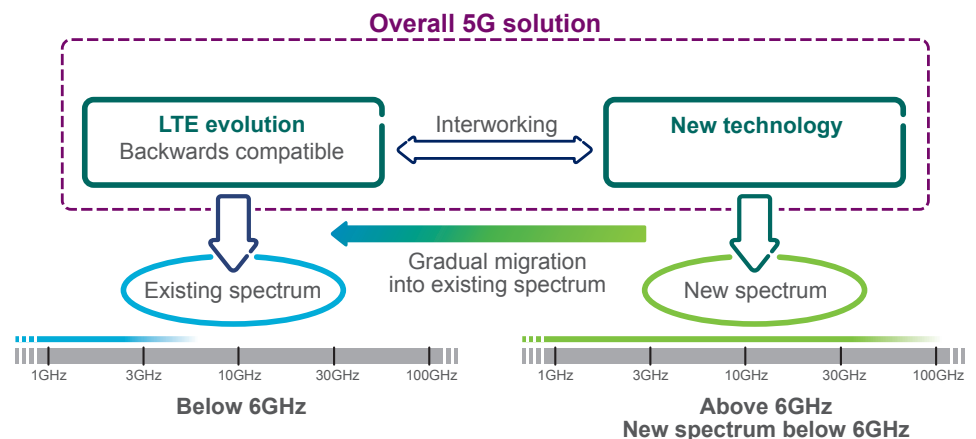 Overall 5G solution
LTE evolution
Backwards compatible
Interworking
New technology
Gradual migration
into existing spectrum
Existing spectrum
New spectrum
1GHz 3GHz 10GHz 30GHz 100GHz
1GHz 3GHz 10GHz 30GHz 100GHz
Below 6GHz
Above 6GHz
New spectrum below 6GHz